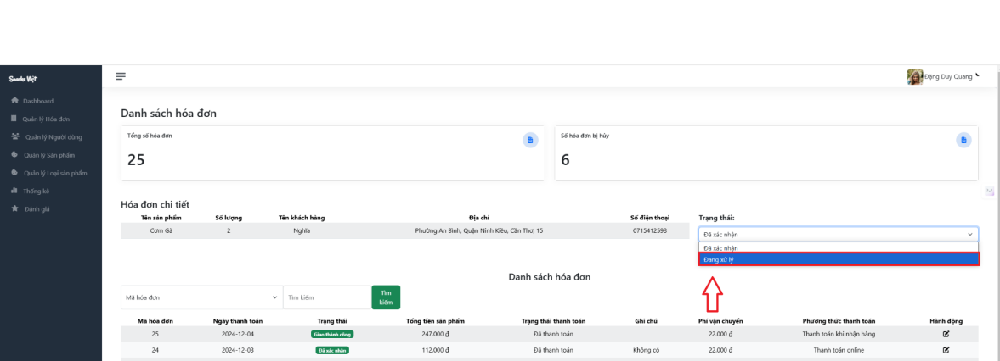 Snacks Việt
Đặng Duy Quang
Dashboard
Quản lý Hóa đơn
Quản lý Người dùng
Quản lý Sản phẩm
Quản lý Loại sản phẩm
Thống kê
Đánh giá
Danh sách hóa đơn
Tổng số hóa đơn
25
Số hóa đơn bị hủy
6
Hóa đơn chi tiết
Tên sản phẩm Số lượng Tên khách hàng Địa chỉ Số điện thoại Trạng thái:
Cơm Gà 2 Nghĩa Phường An Bình, Quận Ninh Kiều, Cần Thơ, 15 0715412593
Đã xác nhận
Đã xác nhận
Đang xử lý
Danh sách hóa đơn
Mã hóa đơn Tìm kiếm Tìm
kiếm
Mã hóa đơn Ngày thanh toán Trạng thái Tổng tiền sản phẩm Trạng thái thanh toán Ghi chú Phí vận chuyển Phương thức thanh toán Hành động
25 2024-12-04 Giao thành công 247.000 ₫ Đã thanh toán 22.000 ₫ Thanh toán khi nhận hàng
24 2024-12-03 Đã xác nhận 112.000 ₫ Đã thanh toán Không có 22.000 ₫ Thanh toán online